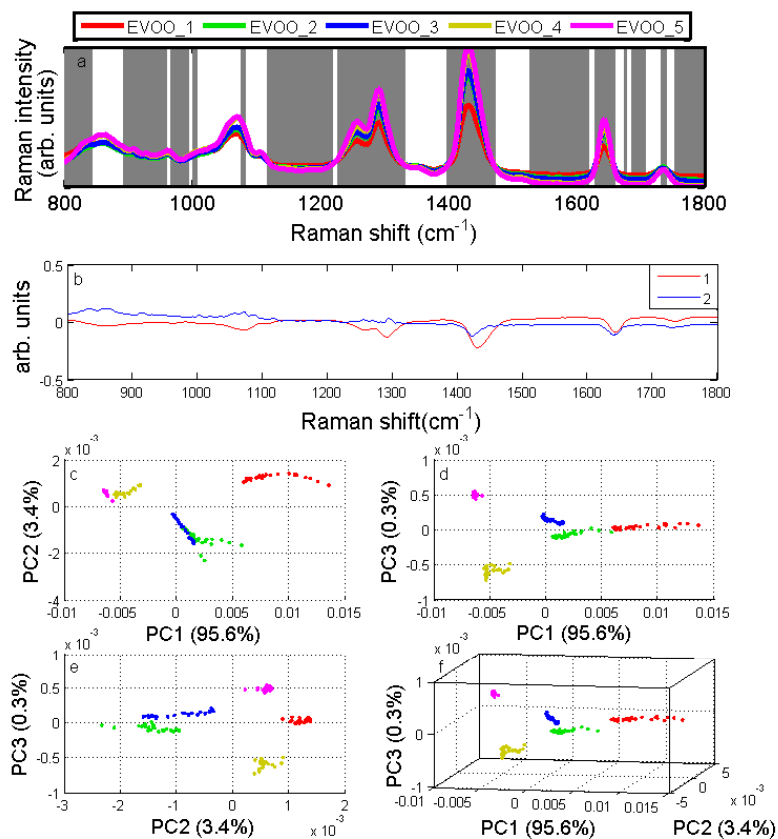 EVOO_1 EVOO_2 EVOO_3 EVOO_4 EVOO_5
a
Raman intensity
(arb. units)
800 1000 1200 1400 1600 1800
Raman shift (cm-1)
b
1
2
0.5
0
-0.5
arb. units
800 900 1000 1100 1200 1300 1400 1500 1600 1700 1800
Raman shift(cm-1)
x 10-3
c
2
0
-2
-4
PC2 (3.4%)
-0.01 -0.005 0 0.005 0.01 0.015
PC1 (95.6%)
x 10-3
d
1
0.5
0
-0.5
-1
PC3 (0.3%)
-0.01 -0.005 0 0.005 0.01 0.015
PC1 (95.6%)
x 10-3
e
1
0.5
0
-0.5
-1
PC3 (0.3%)
-3 -2 -1 0 1 2
x 10-3
PC2 (3.4%)
x 10-3
f
1
0
-1
PC3 (0.3%)
-0.01 -0.005 0 0.005 0.01 0.015
PC1 (95.6%)
-5 0 5
x 10-3
PC2 (3.4%)